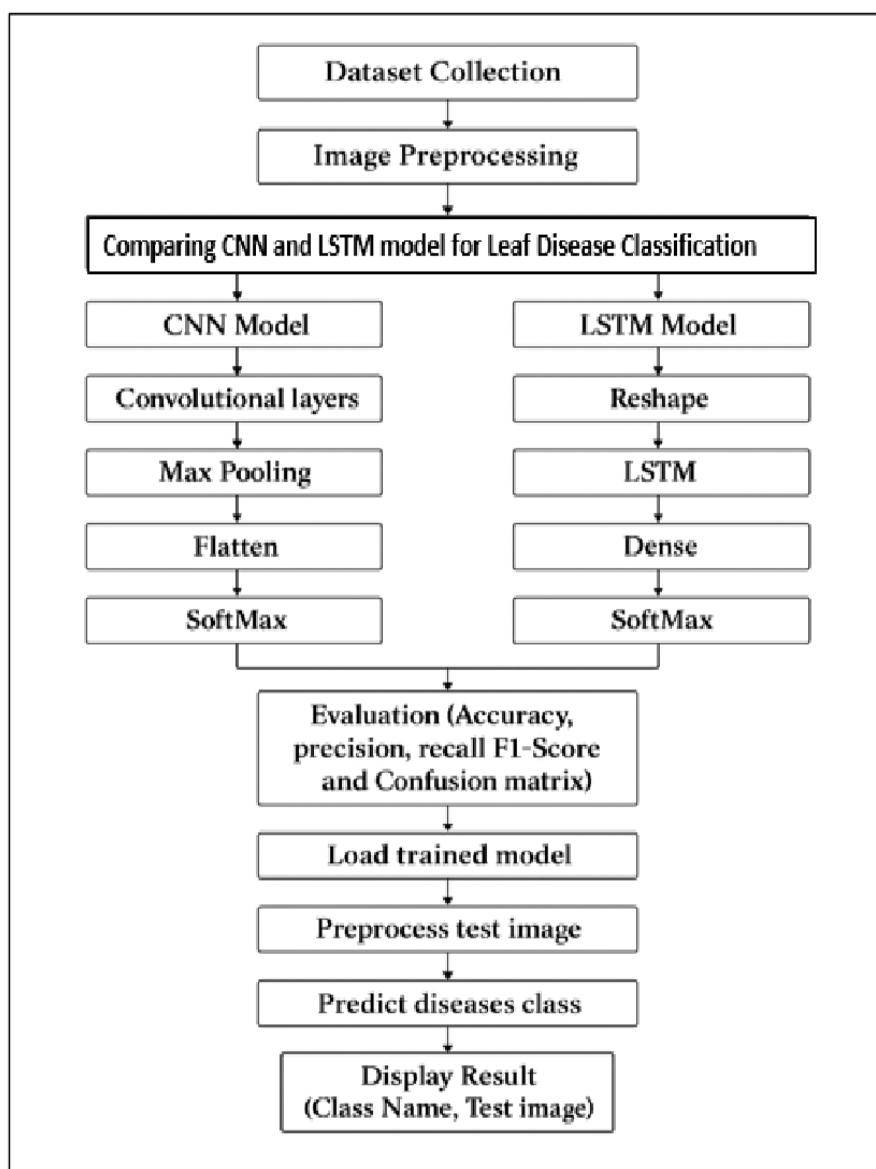 Dataset Collection
Image Preprocessing
Comparing CNN and LSTM model for Leaf Disease Classification
CNN Model
Convolutional layers
Max Pooling
Flatten
SoftMax
LSTM Model
Reshape
LSTM
Dense
SoftMax
Evaluation (Accuracy,
precision, recall F1-Score
and Confusion matrix)
Load trained model
Preprocess test image
Predict diseases class
Display Result
(Class Name, Test image)